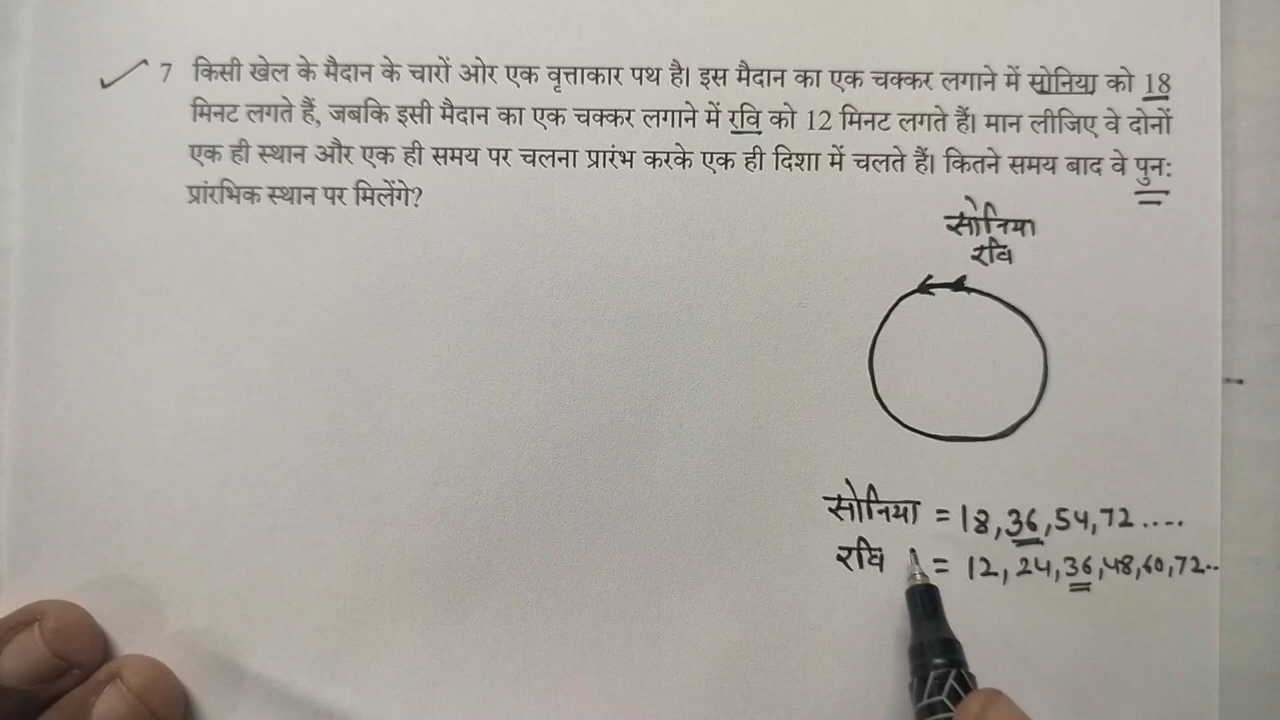 7 किसी खेल के मैदान के चारों ओर एक वृत्ताकार पथ है। इस मैदान का एक चक्कर लगाने में सोनिया को 18
मिनट लगते हैं, जबकि इसी मैदान का एक चक्कर लगाने में रवि को 12 मिनट लगते हैं। मान लीजिए वे दोनों
एक ही स्थान और एक ही समय पर चलना प्रारंभ करके एक ही दिशा में चलते हैं। कितने समय बाद वे पुन:
प्रांरभिक स्थान पर मिलेंगे?
सोनिया
रवि
सोनिया = 18, 36, 54, 72 ....
रवि = 12, 24, 36, 48, 60, 72..